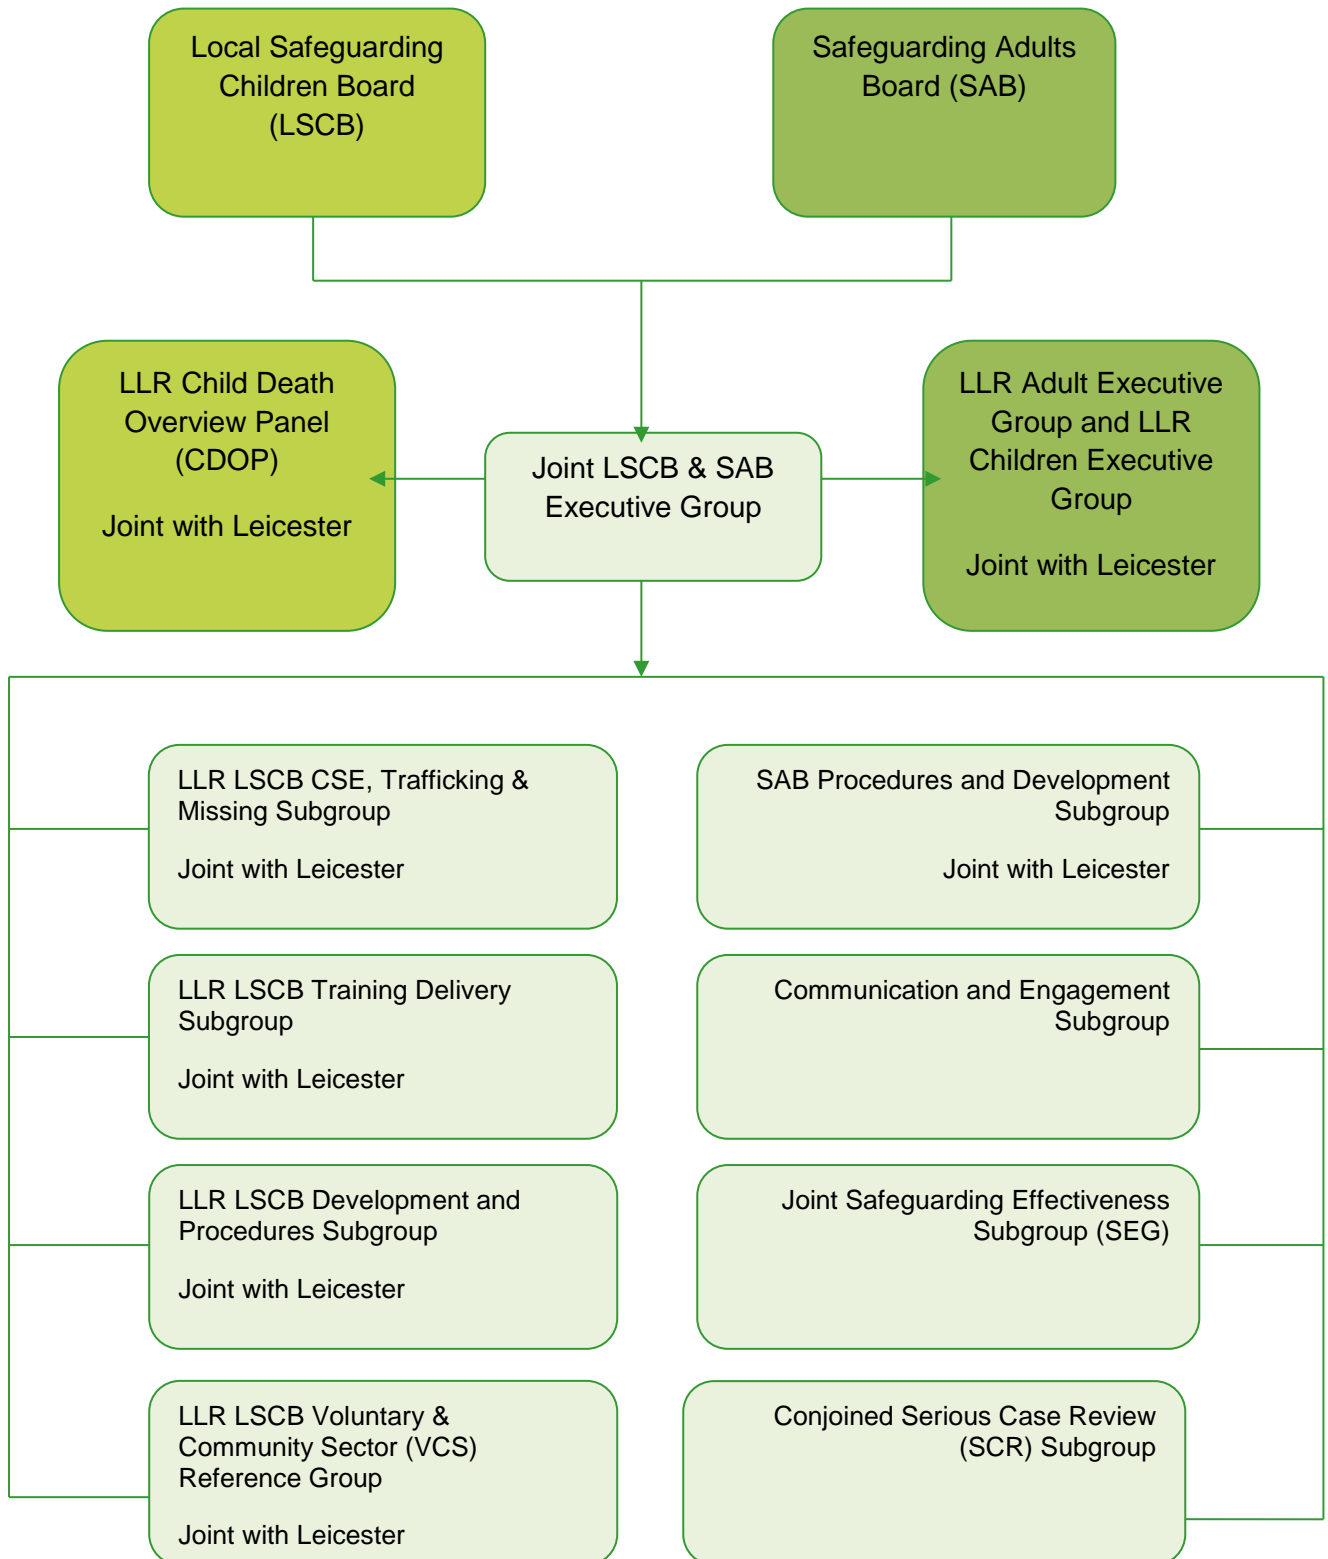 Local Safeguarding
Children Board
(LSCB)
Safeguarding Adults
Board (SAB)
LLR Child Death
Overview Panel
(CDOP)
Joint with Leicester
Joint LSCB & SAB
Executive Group
LLR Adult Executive
Group and LLR
Children Executive
Group
Joint with Leicester
LLR LSCB CSE, Trafficking &
Missing Subgroup
Joint with Leicester
SAB Procedures and Development
Subgroup
Joint with Leicester
LLR LSCB Training Delivery
Subgroup
Joint with Leicester
Communication and Engagement
Subgroup
LLR LSCB Development and
Procedures Subgroup
Joint with Leicester
Joint Safeguarding Effectiveness
Subgroup (SEG)
LLR LSCB Voluntary &
Community Sector (VCS)
Reference Group
Joint with Leicester
Conjoined Serious Case Review
(SCR) Subgroup